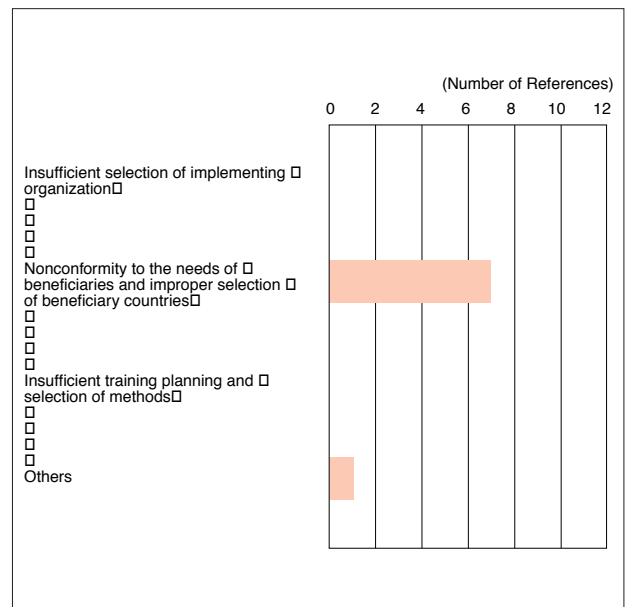 (Number of References)
0 2 4 6 8 10 12
Insufficient selection of implementing □
organization□
□
□
□
□
Nonconformity to the needs of □
beneficiaries and improper selection □
of beneficiary countries□
□
□
□
□
Insufficient training planning and □
selection of methods□
□
□
□
□
Others